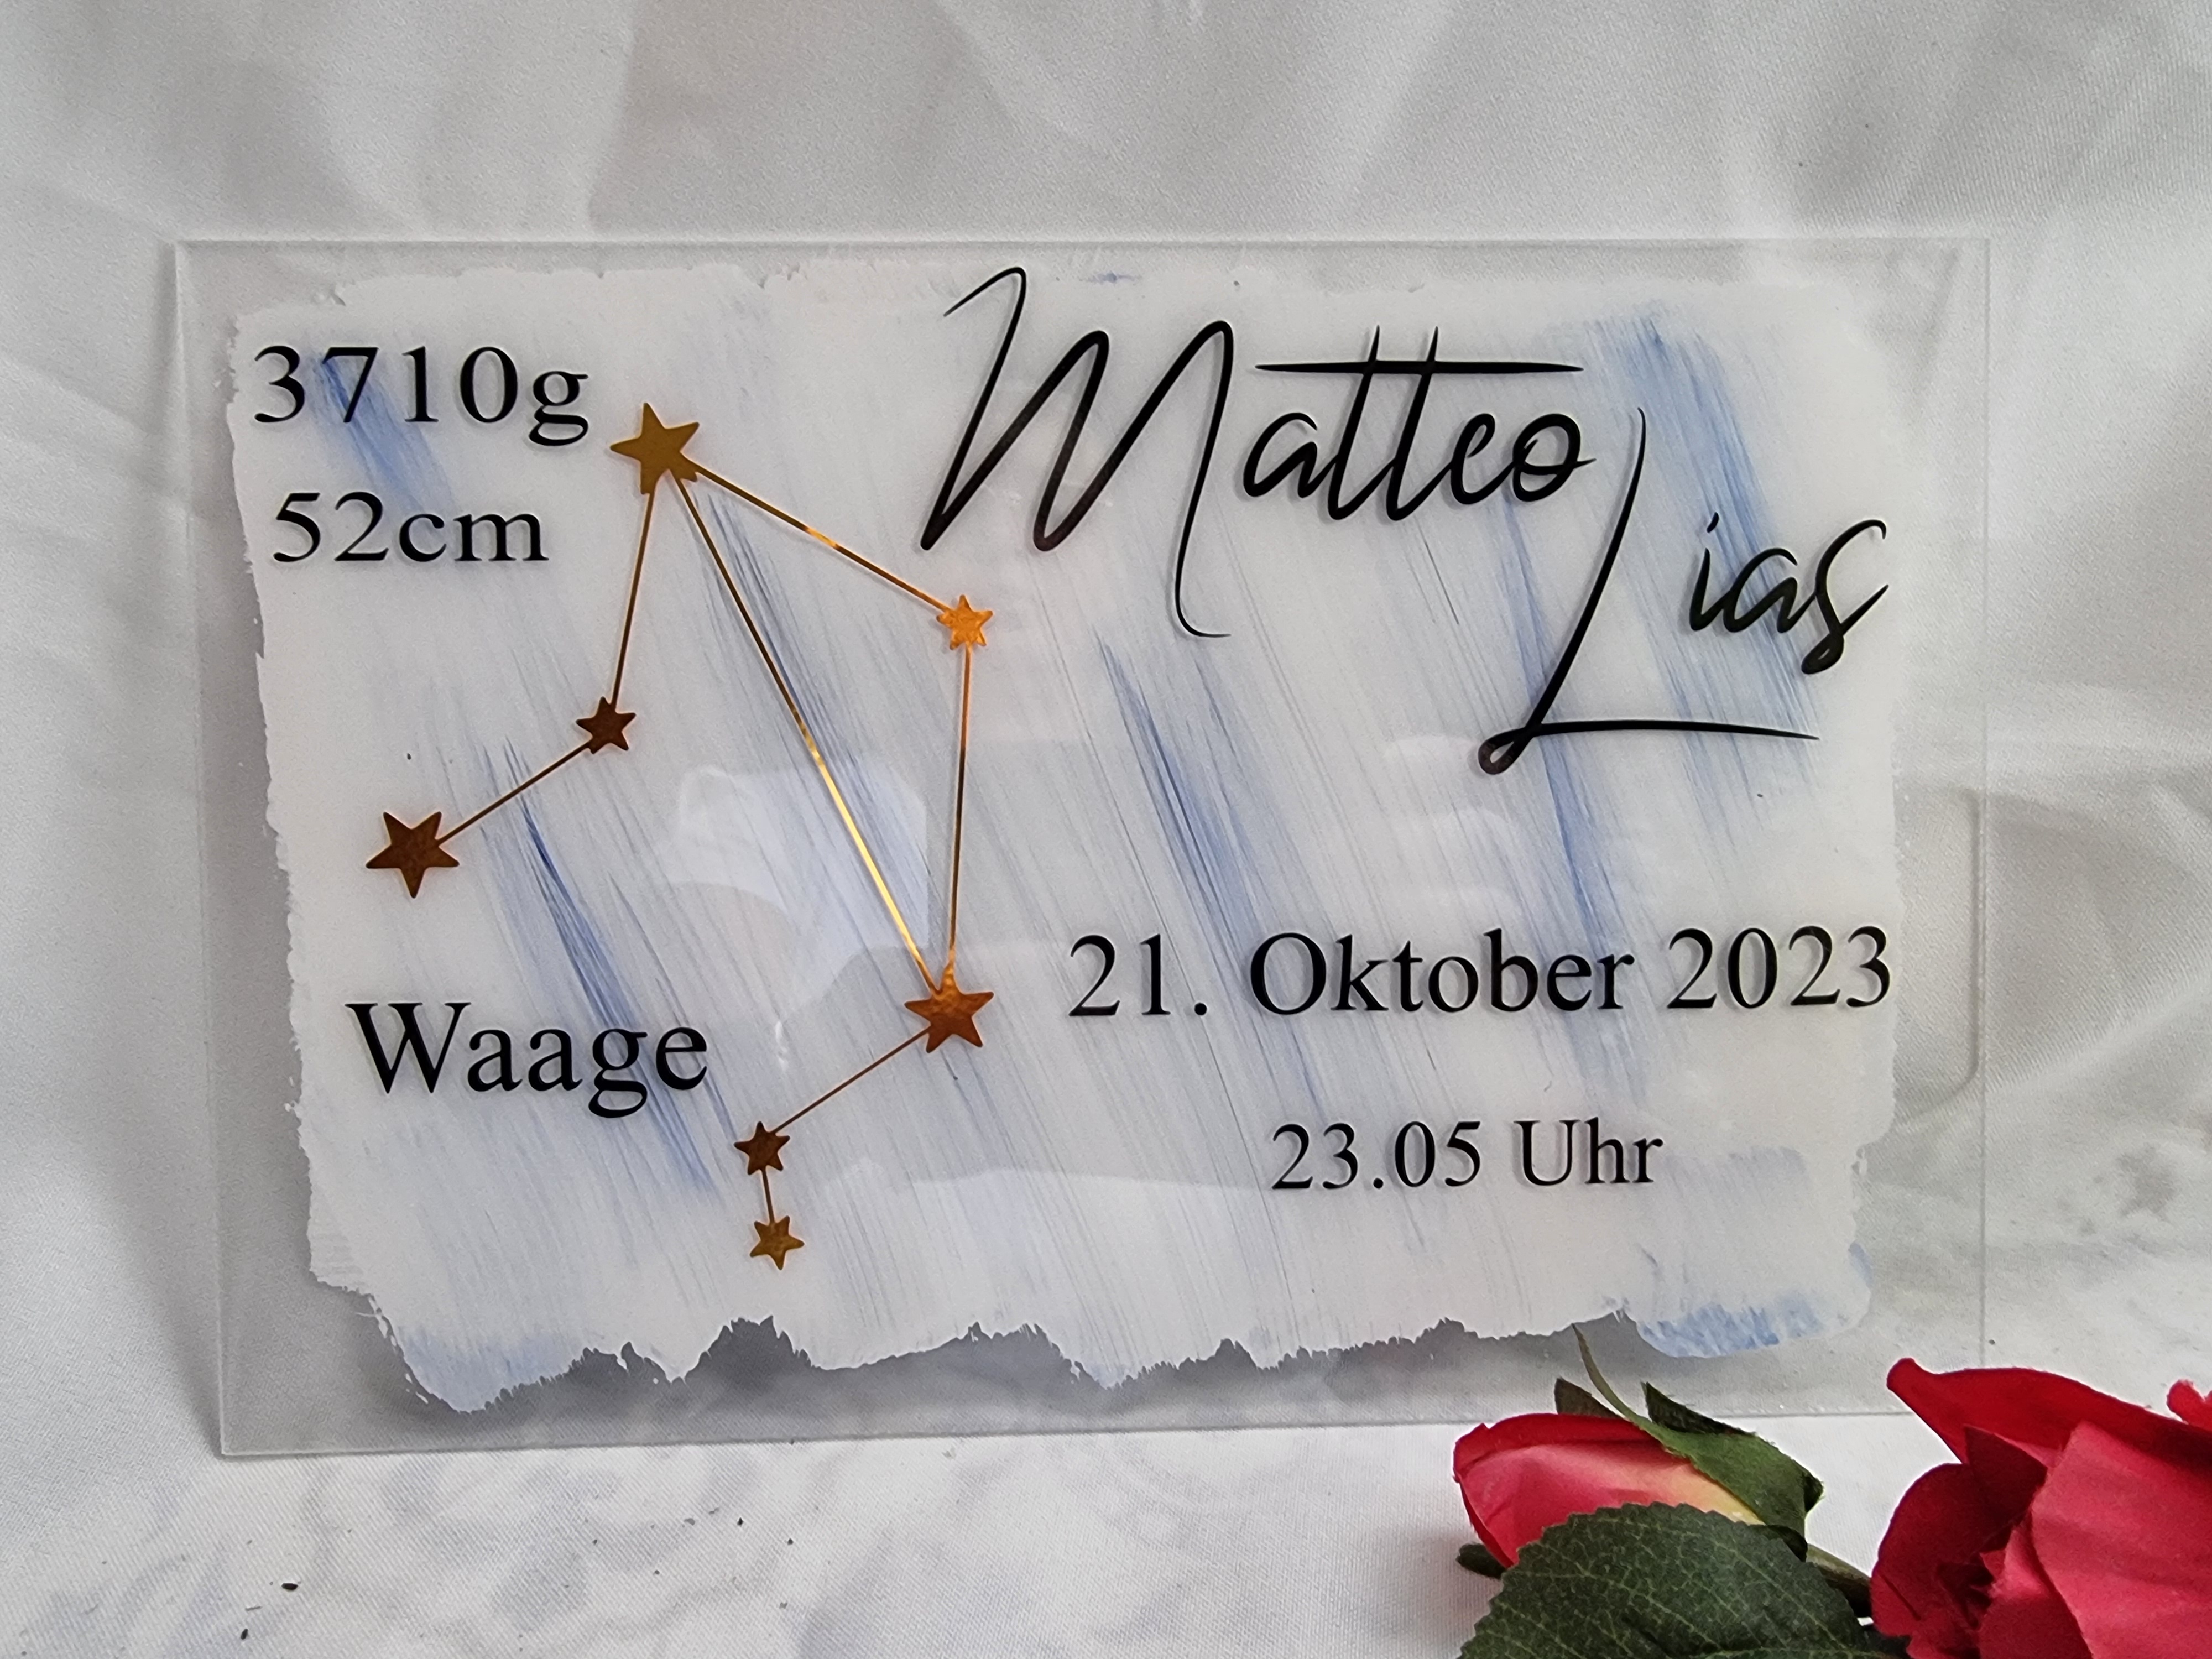 3710g
52cm
Matteo
Lias
Waage
21. Oktober 2023
23.05 Uhr